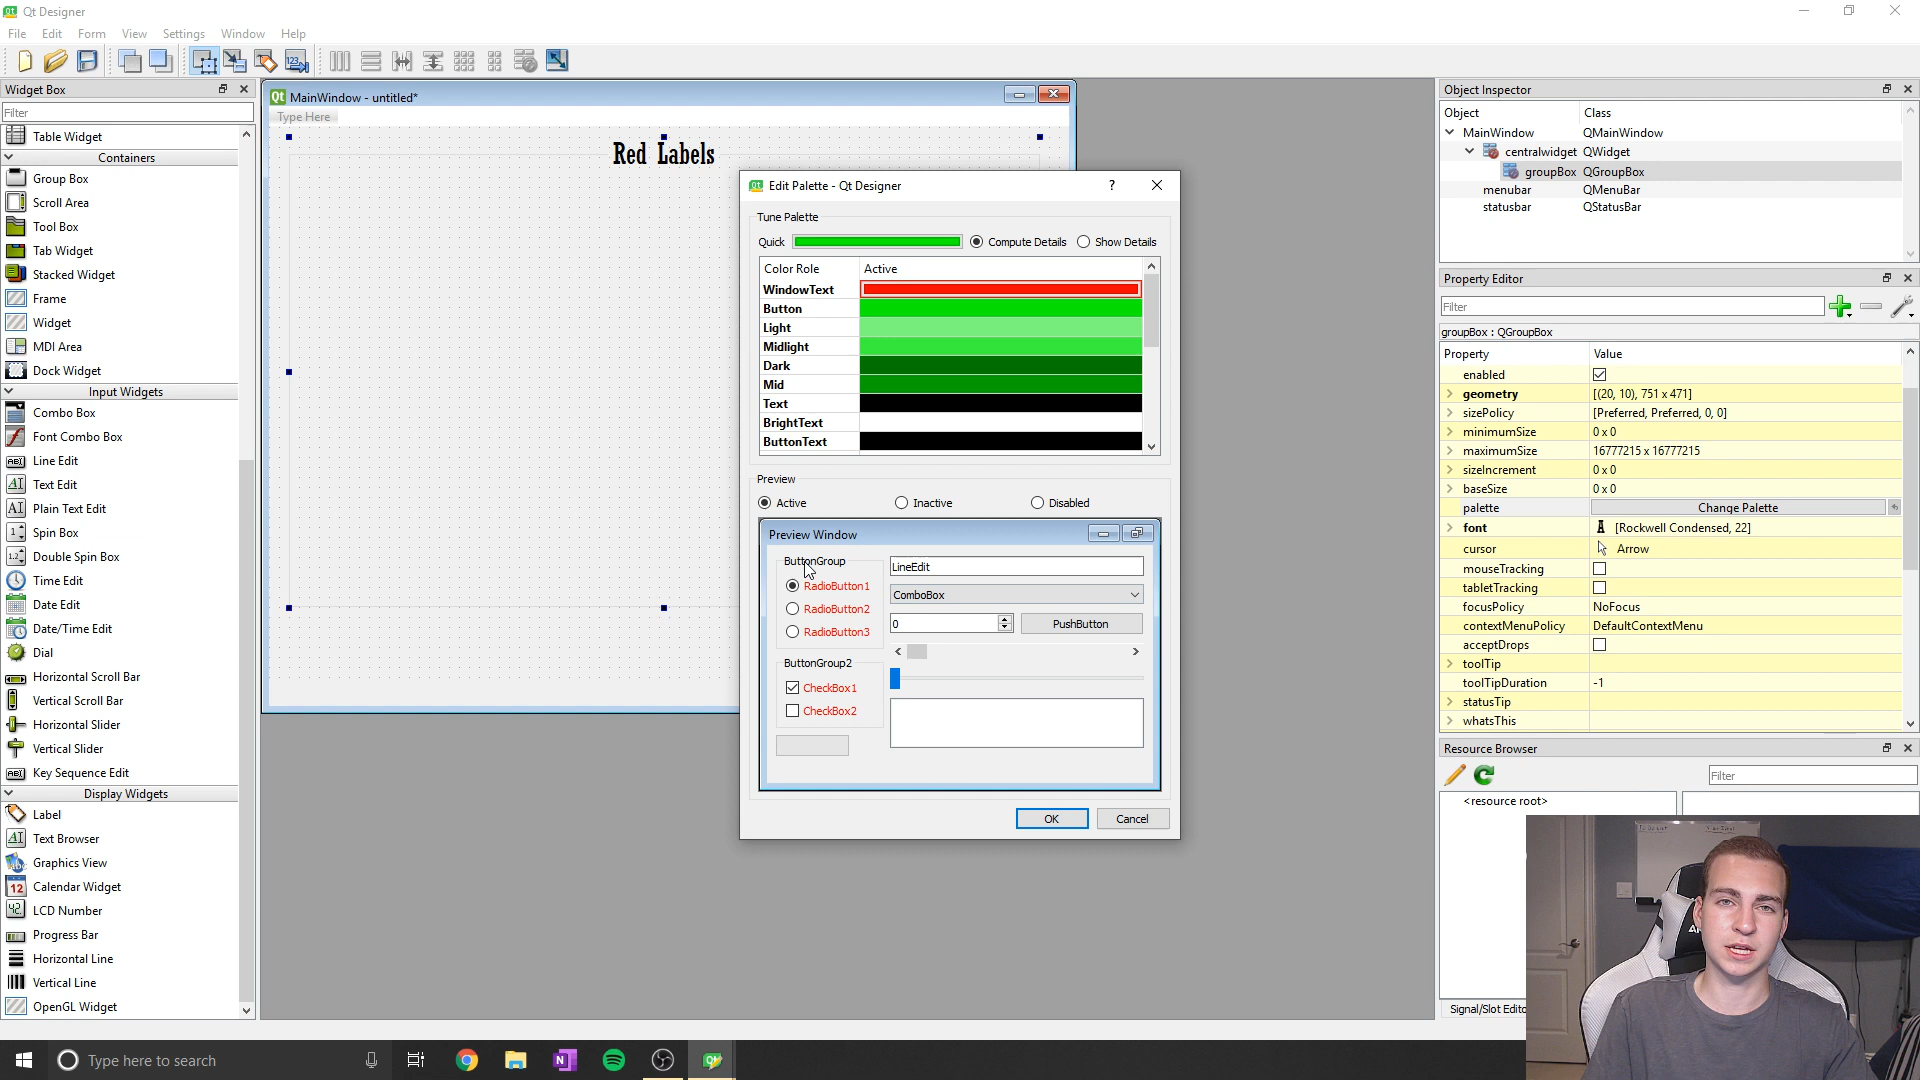 Qt Designer
File Edit Form View Settings Window Help
Widget Box
Filter
Table Widget
Containers
Group Box
Scroll Area
Tool Box
Tab Widget
Stacked Widget
Frame
Widget
MDI Area
Dock Widget
Input Widgets
Combo Box
Font Combo Box
Line Edit
Text Edit
Plain Text Edit
Spin Box
Double Spin Box
Time Edit
Date Edit
Date/Time Edit
Dial
Horizontal Scroll Bar
Vertical Scroll Bar
Horizontal Slider
Vertical Slider
Key Sequence Edit
Display Widgets
Label
Text Browser
Graphics View
Calendar Widget
LCD Number
Progress Bar
Horizontal Line
Vertical Line
OpenGL Widget
MainWindow - untitled*
Type Here
Red Labels
Edit Palette - Qt Designer
Tune Palette
Quick Compute Details Show Details
Color Role Active
WindowText
Button
Light
Midlight
Dark
Mid
Text
BrightText
ButtonText
Preview
Active Inactive Disabled
Preview Window
ButtonGroup LineEdit
RadioButton1 ComboBox
RadioButton2
RadioButton3 0 PushButton
ButtonGroup2
CheckBox1
CheckBox2
OK Cancel
Object Inspector
Object Class
MainWindow QMainWindow
centralwidget QWidget
groupBox QGroupBox
menubar QMenuBar
statusbar QStatusBar
Property Editor
Filter
groupBox : QGroupBox
Property Value
enabled
geometry [(20, 10), 751 x 471]
sizePolicy [Preferred, Preferred, 0, 0]
minimumSize 0 x 0
maximumSize 16777215 x 16777215
sizeIncrement 0 x 0
baseSize 0 x 0
palette Change Palette
font A [Rockwell Condensed, 22]
cursor Arrow
mouseTracking
tabletTracking
focusPolicy NoFocus
contextMenuPolicy DefaultContextMenu
acceptDrops
toolTip
toolTipDuration -1
statusTip
whatsThis
Resource Browser
Filter
<resource root>
Signal/Slot Edito
Type here to search